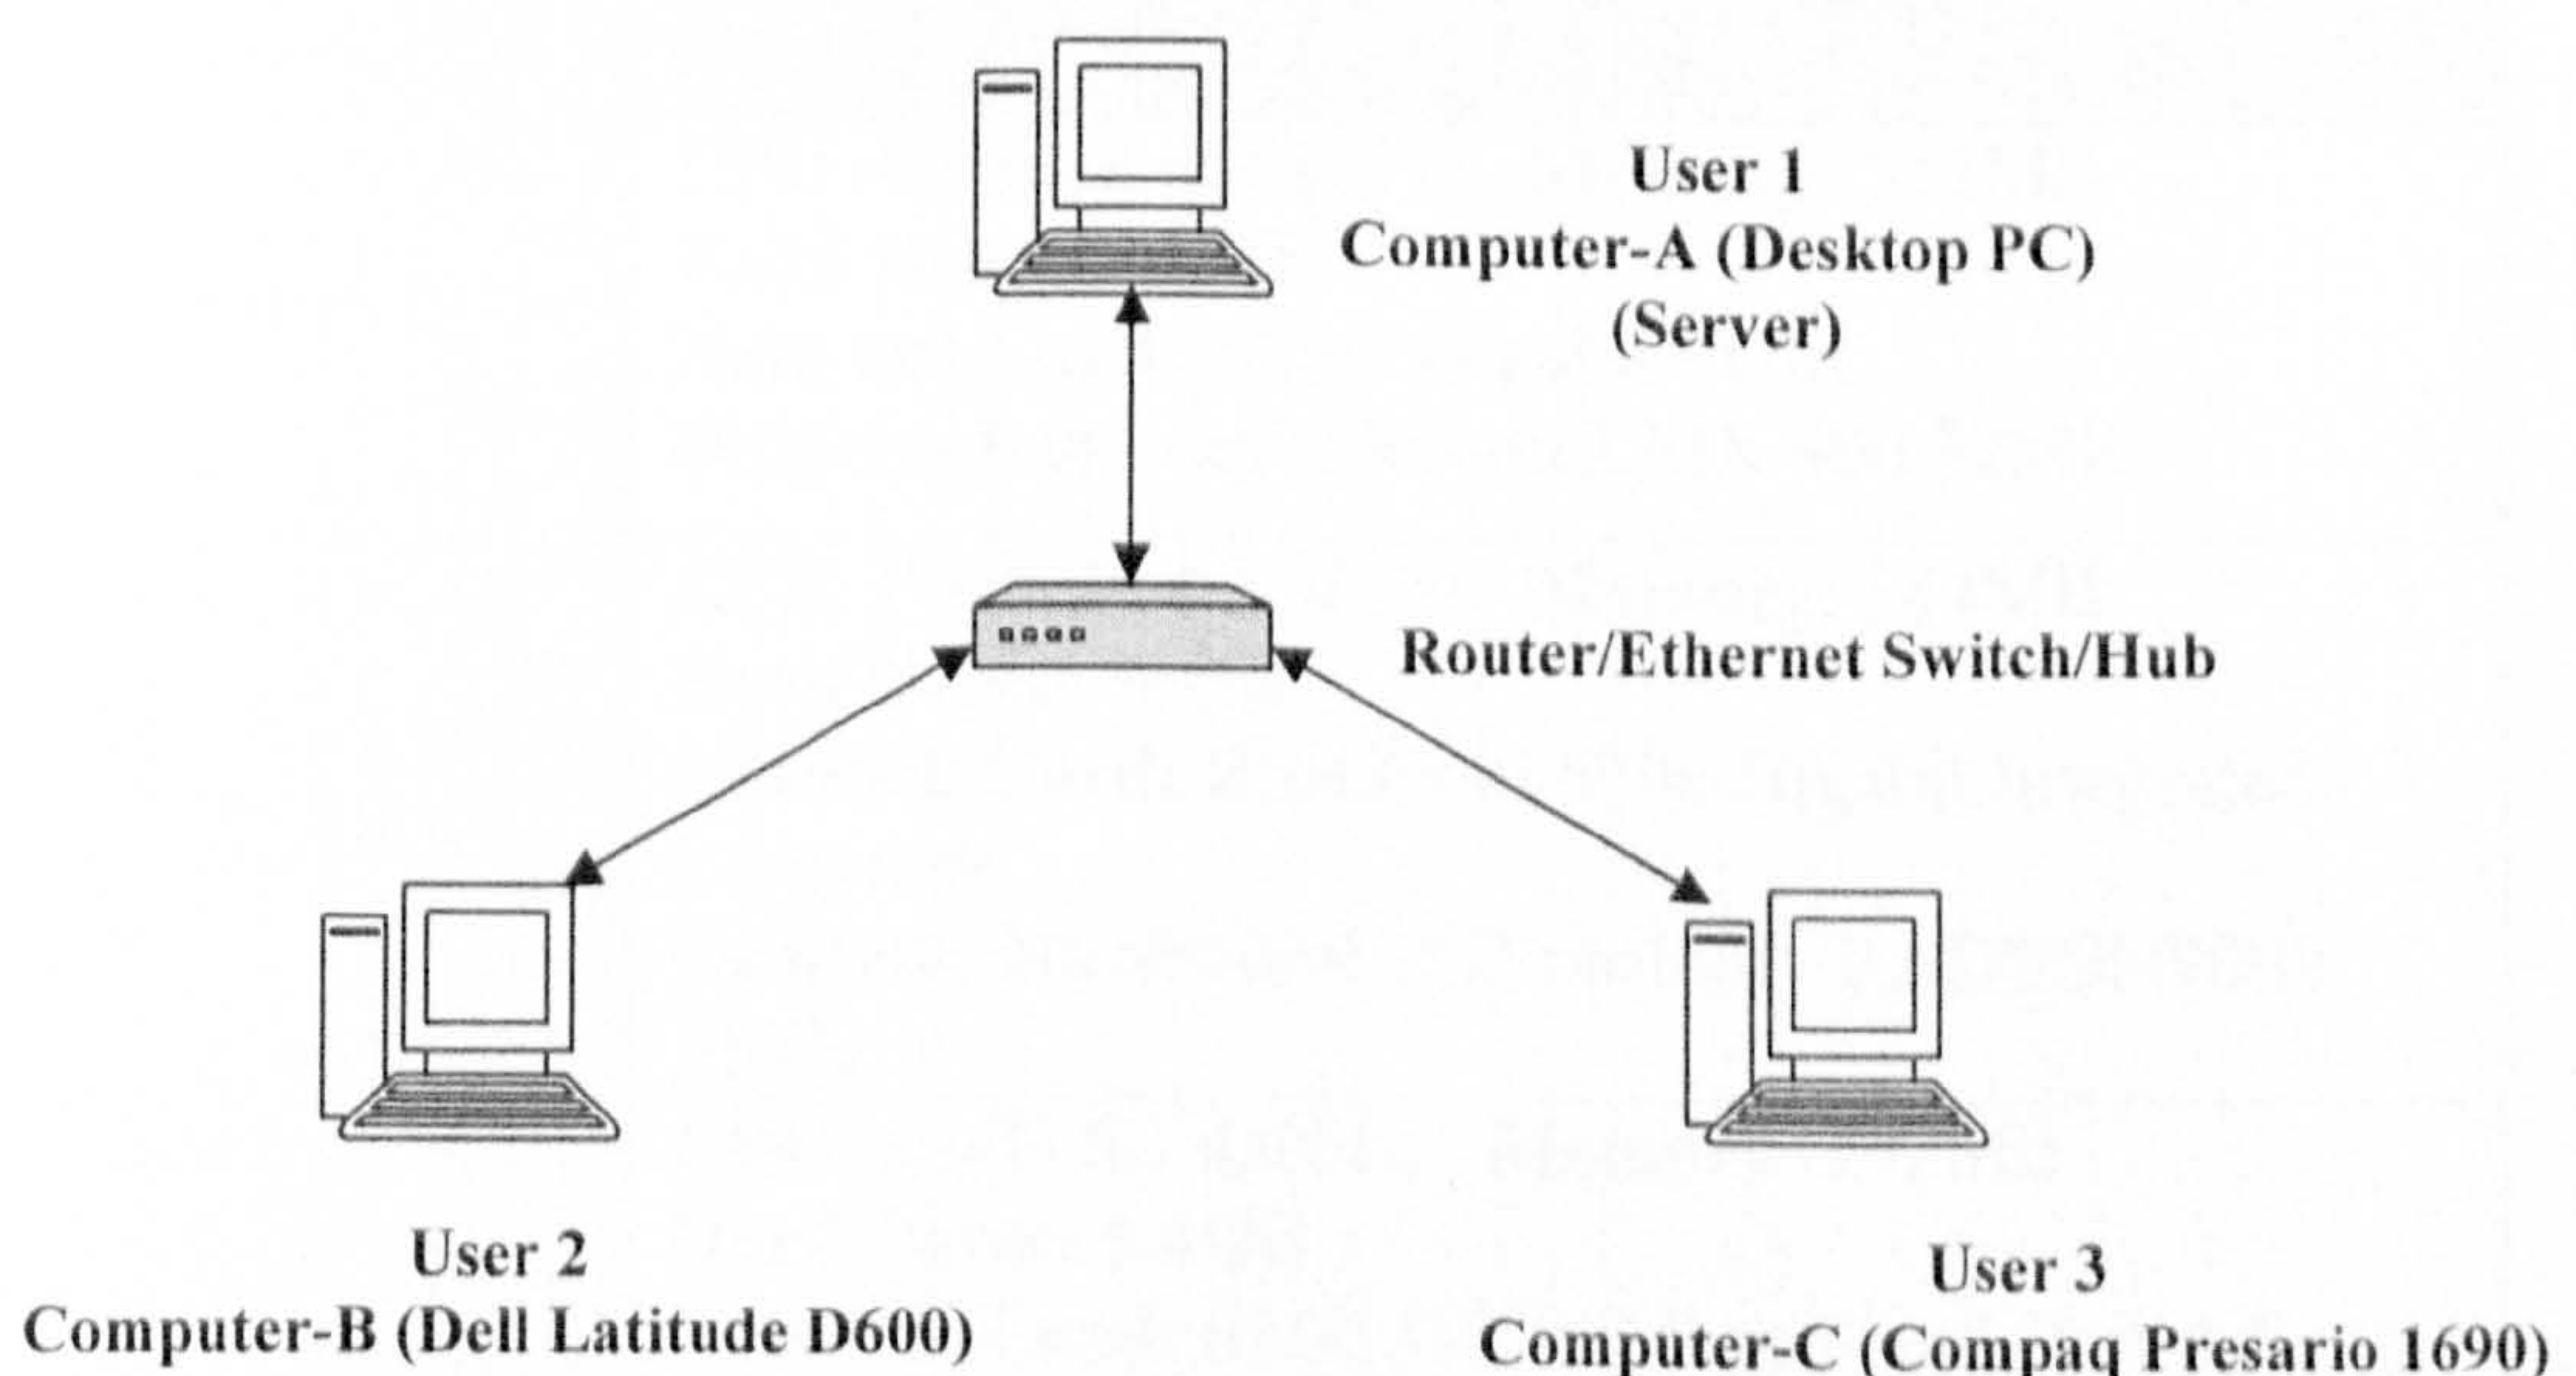 User 1
Computer-A (Desktop PC)
(Server)
Router/Ethernet Switch/Hub
User 2
Computer-B (Dell Latitude D600)
User 3
Computer-C (Compaq Presario 1690)